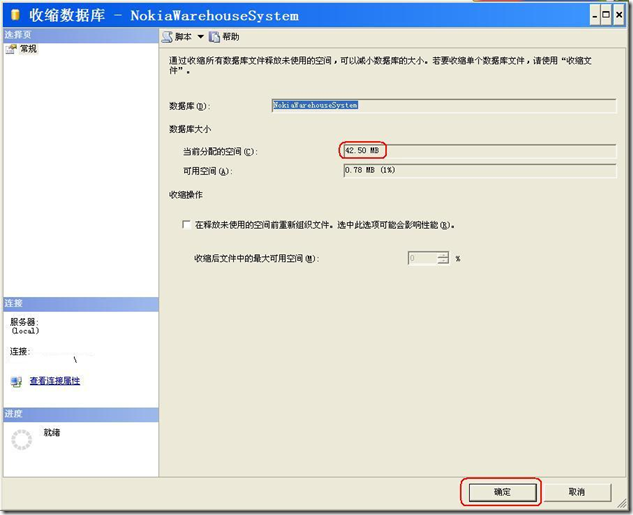 收缩数据库 - NokiaWarehouseSystem
选择页
常规
脚本 帮助
通过收缩所有数据库文件释放未使用的空间,可以减小数据库的大小。若要收缩单个数据库文件,请使用“收缩文
件”。
数据库(D): NokiaWarehouseSystem
数据库大小
当前分配的空间(C): 42.50 MB
可用空间(A): 0.78 MB (1%)
收缩操作
在释放未使用的空间前重新组织文件。选中此选项可能会影响性能(R)。
收缩后文件中的最大可用空间(M): 0 %
连接
服务器:
(local)
连接:
\
查看连接属性
进度
就绪
确定 取消